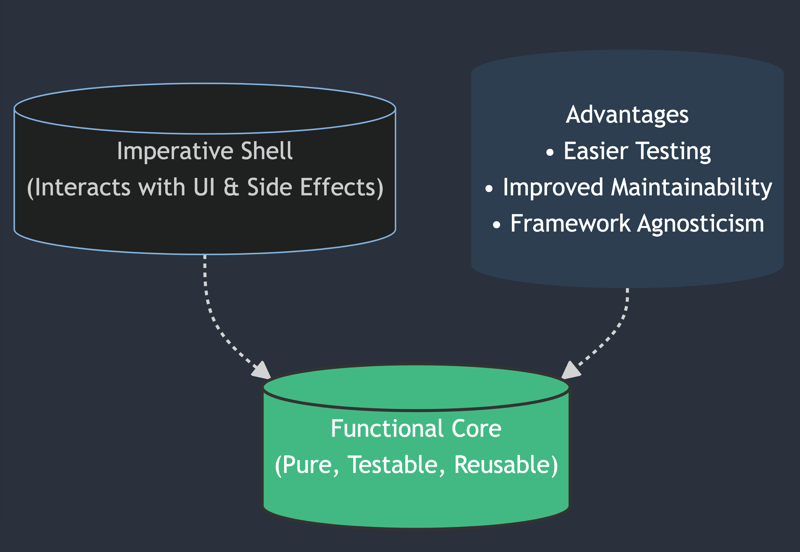 Imperative Shell
(Interacts with UI & Side Effects)
Advantages
• Easier Testing
• Improved Maintainability
• Framework Agnosticism
Functional Core
(Pure, Testable, Reusable)